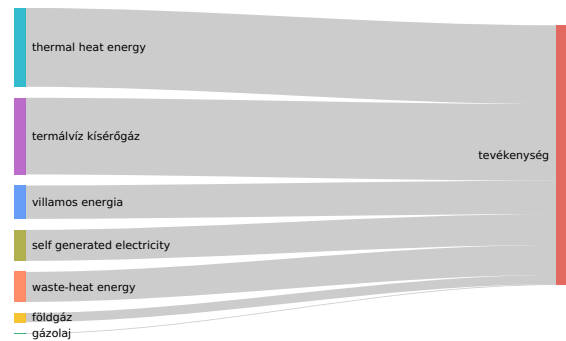 thermal heat energy
termálvíz kísérőgáz
tevékenység
villamos energia
self generated electricity
waste-heat energy
földgáz
gázolaj